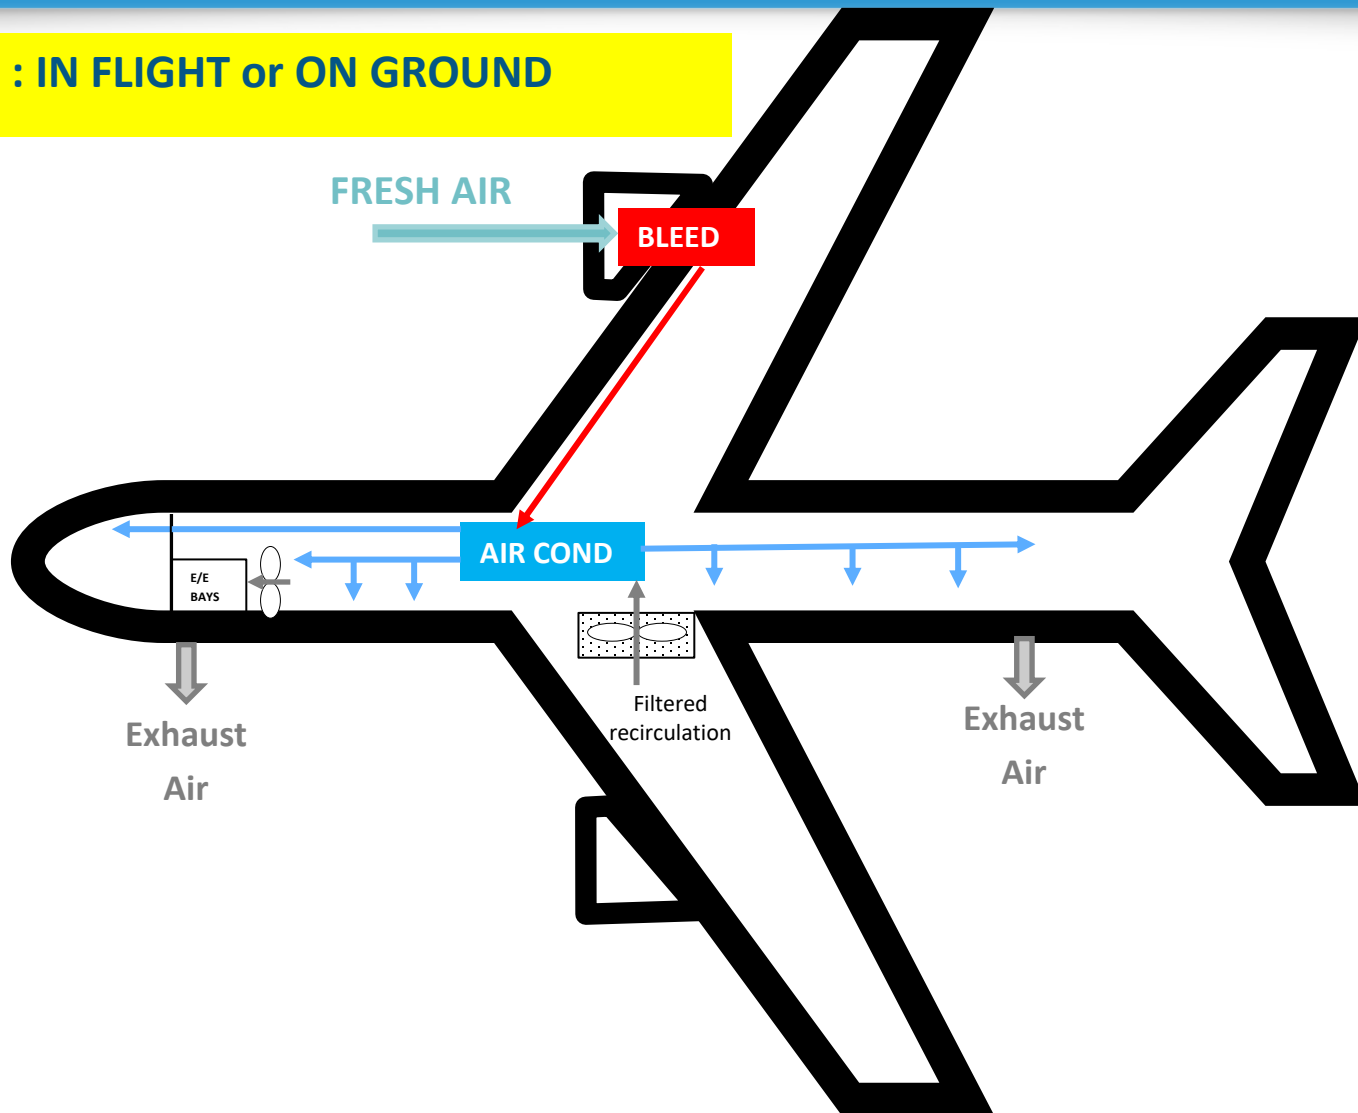 : IN FLIGHT or ON GROUND
FRESH AIR
BLEED
AIR COND
E/E
BAYS
Filtered
recirculation
Exhaust
Air
Exhaust
Air